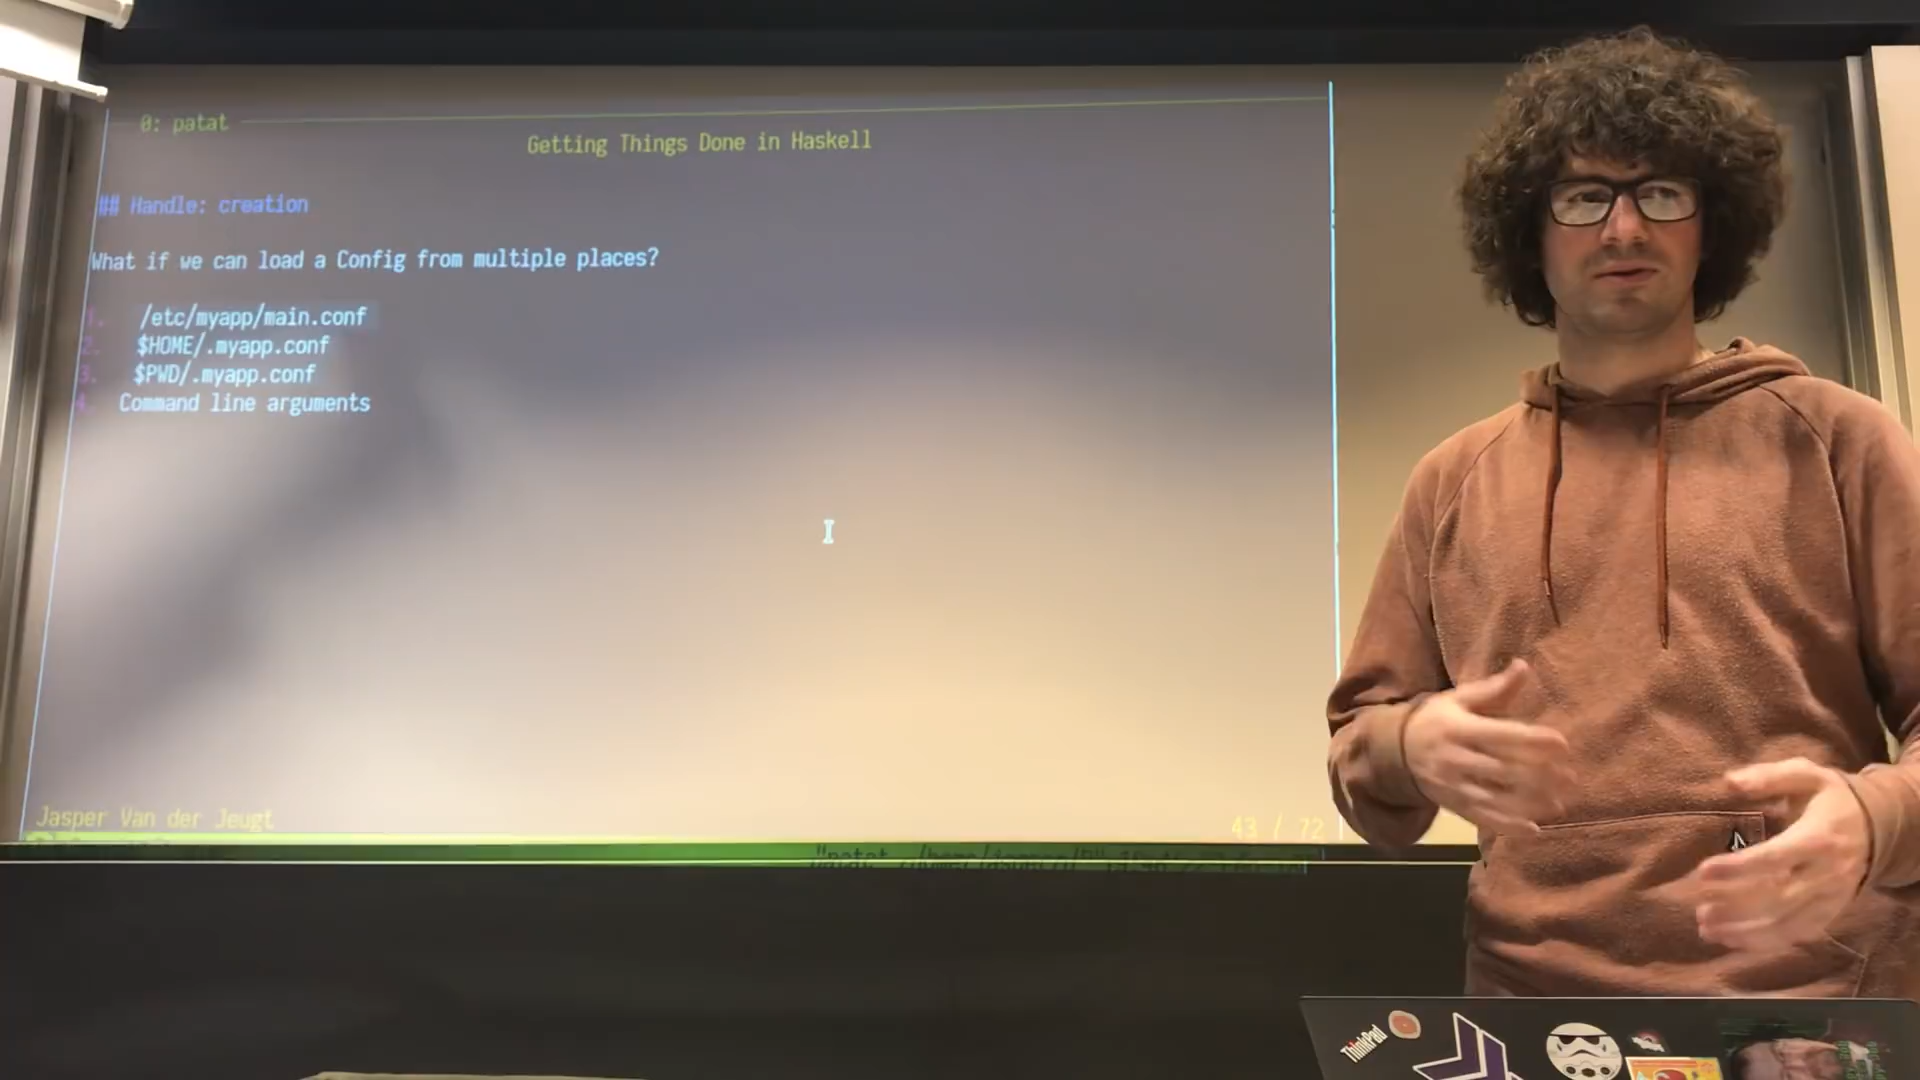 0: patat
Getting Things Done in Haskell
## Handle: creation
What if we can load a Config from multiple places?
1. /etc/myapp/main.conf
2. $HOME/.myapp.conf
3. $PWD/.myapp.conf
4. Command line arguments
Jasper Van der Jeugt
43 / 72
ThinkPad